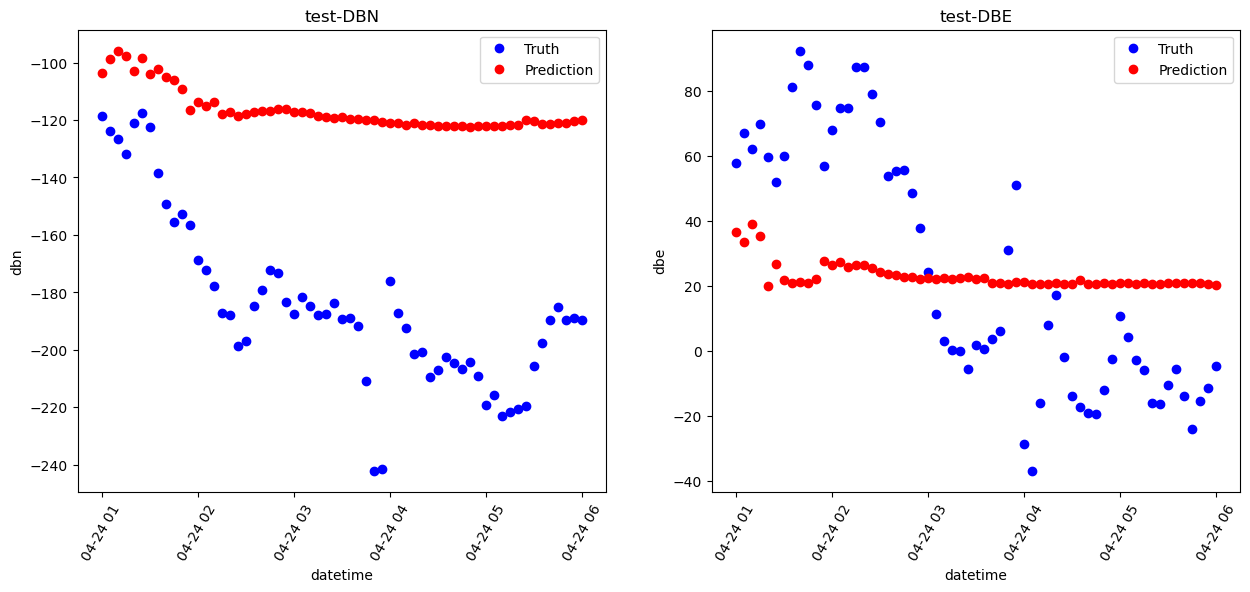 test-DBN
Truth
Prediction
−100
−120
−140
−160
−180
−200
−220
−240
dbn
04-24 01
04-24 02
04-24 03
04-24 04
04-24 05
04-24 06
datetime
test-DBE
Truth
Prediction
80
60
40
20
0
−20
−40
dbe
04-24 01
04-24 02
04-24 03
04-24 04
04-24 05
04-24 06
datetime